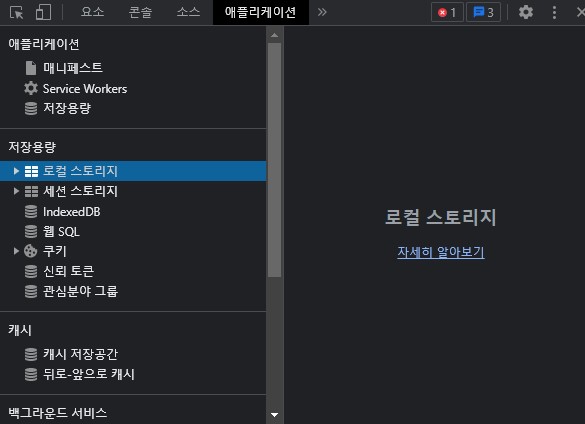 요소 콘솔 소스 애플리케이션 » 1 3
애플리케이션
매니페스트
Service Workers
저장용량
저장용량
로컬 스토리지
세션 스토리지
IndexedDB
웹 SQL
쿠키
신뢰 토큰
관심분야 그룹
로컬 스토리지
자세히 알아보기
캐시
캐시 저장공간
뒤로-앞으로 캐시
백그라운드 서비스